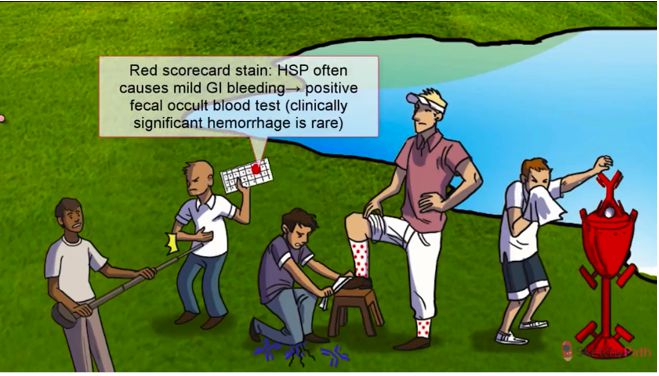 Red scorecard stain: HSP often
causes mild GI bleeding→ positive
fecal occult blood test (clinically
significant hemorrhage is rare)